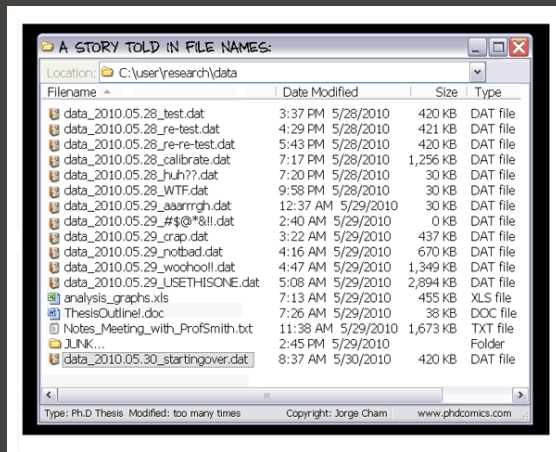 A STORY TOLD IN FILE NAMES:
Location: C:\user\research\data
Filename Date Modified Size Type
data_2010.05.28_test.dat 3:37 PM 5/28/2010 420 KB DAT file
data_2010.05.28_re-test.dat 4:29 PM 5/28/2010 421 KB DAT file
data_2010.05.28_re-re-test.dat 5:43 PM 5/28/2010 420 KB DAT file
data_2010.05.28_calibrate.dat 7:17 PM 5/28/2010 1,256 KB DAT file
data_2010.05.28_huh??.dat 7:20 PM 5/28/2010 30 KB DAT file
data_2010.05.28_WTF.dat 9:58 PM 5/28/2010 30 KB DAT file
data_2010.05.29_aaarrrgh.dat 12:37 AM 5/29/2010 30 KB DAT file
data_2010.05.29_#$@*&!!.dat 2:40 AM 5/29/2010 0 KB DAT file
data_2010.05.29_crap.dat 3:22 AM 5/29/2010 437 KB DAT file
data_2010.05.29_notbad.dat 4:16 AM 5/29/2010 670 KB DAT file
data_2010.05.29_woohoo!!.dat 4:47 AM 5/29/2010 1,349 KB DAT file
data_2010.05.29_USETHISONE.dat 5:08 AM 5/29/2010 2,894 KB DAT file
analysis_graphs.xls 7:13 AM 5/29/2010 455 KB XLS file
ThesisOutline!.doc 7:26 AM 5/29/2010 38 KB DOC file
Notes_Meeting_with_ProfSmith.txt 11:38 AM 5/29/2010 1,673 KB TXT file
JUNK... 2:45 PM 5/29/2010 Folder
data_2010.05.30_startingover.dat 8:37 AM 5/30/2010 420 KB DAT file
Type: Ph.D Thesis Modified: too many times Copyright: Jorge Cham www.phdcomics.com